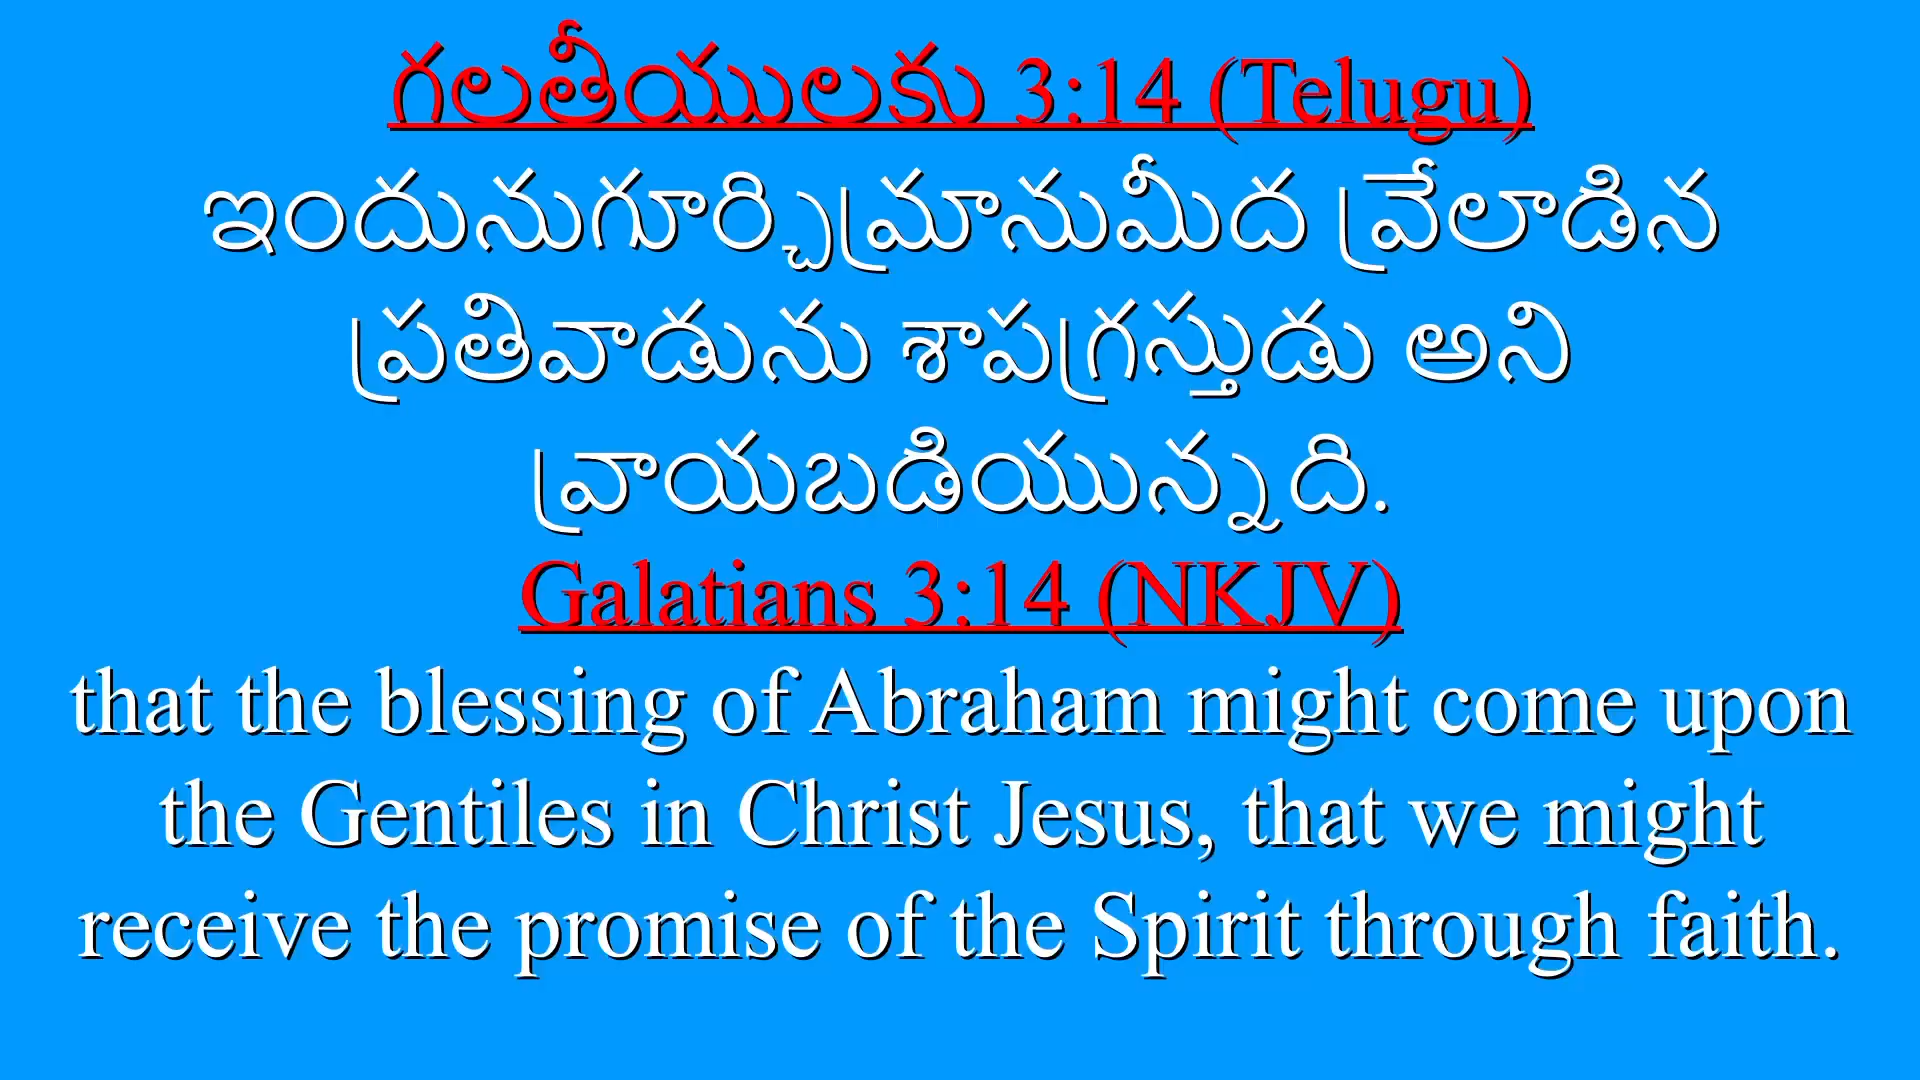 గలతీయులకు 3:14 (Telugu)
ఇందునుగూర్చిమ్రానుమీద వ్రేలాడిన
ప్రతివాడును శాపగ్రస్తుడు అని
వ్రాయబడియున్నది.
Galatians 3:14 (NKJV)
that the blessing of Abraham might come upon
the Gentiles in Christ Jesus, that we might
receive the promise of the Spirit through faith.